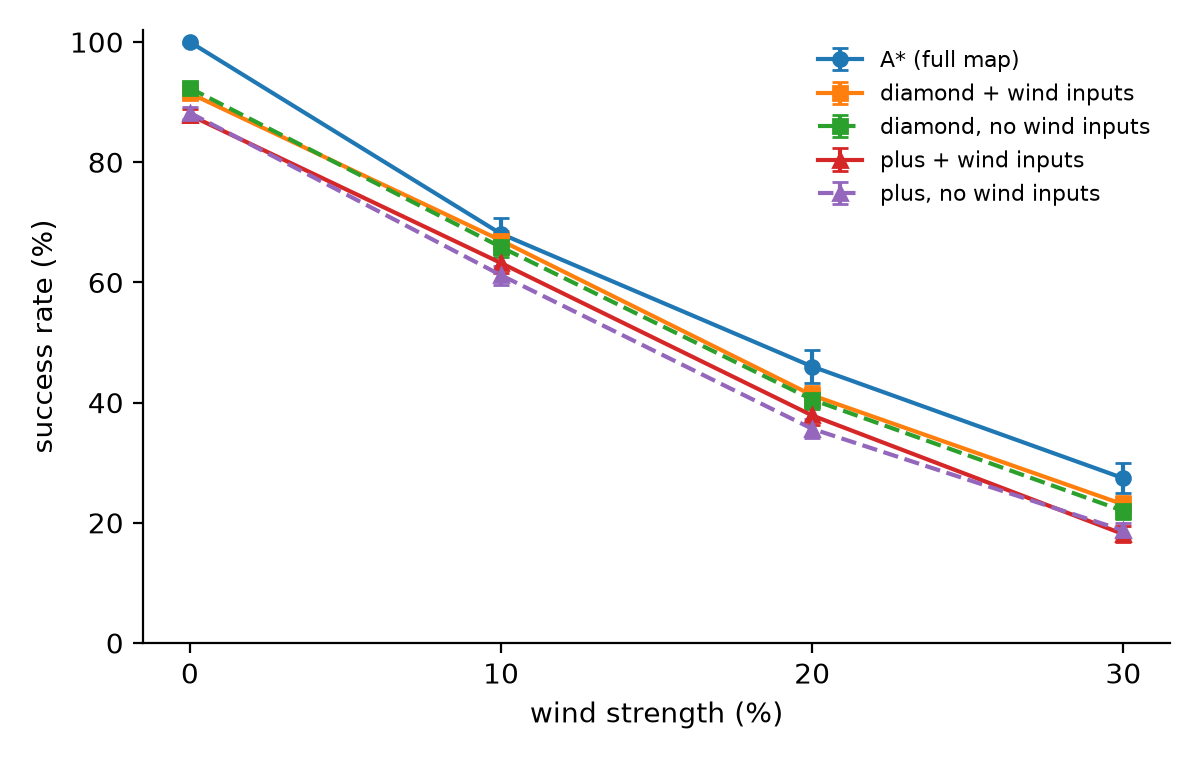 100
80
60
40
20
0
success rate (%)
A* (full map)
diamond + wind inputs
diamond, no wind inputs
plus + wind inputs
plus, no wind inputs
0 10 20 30
wind strength (%)